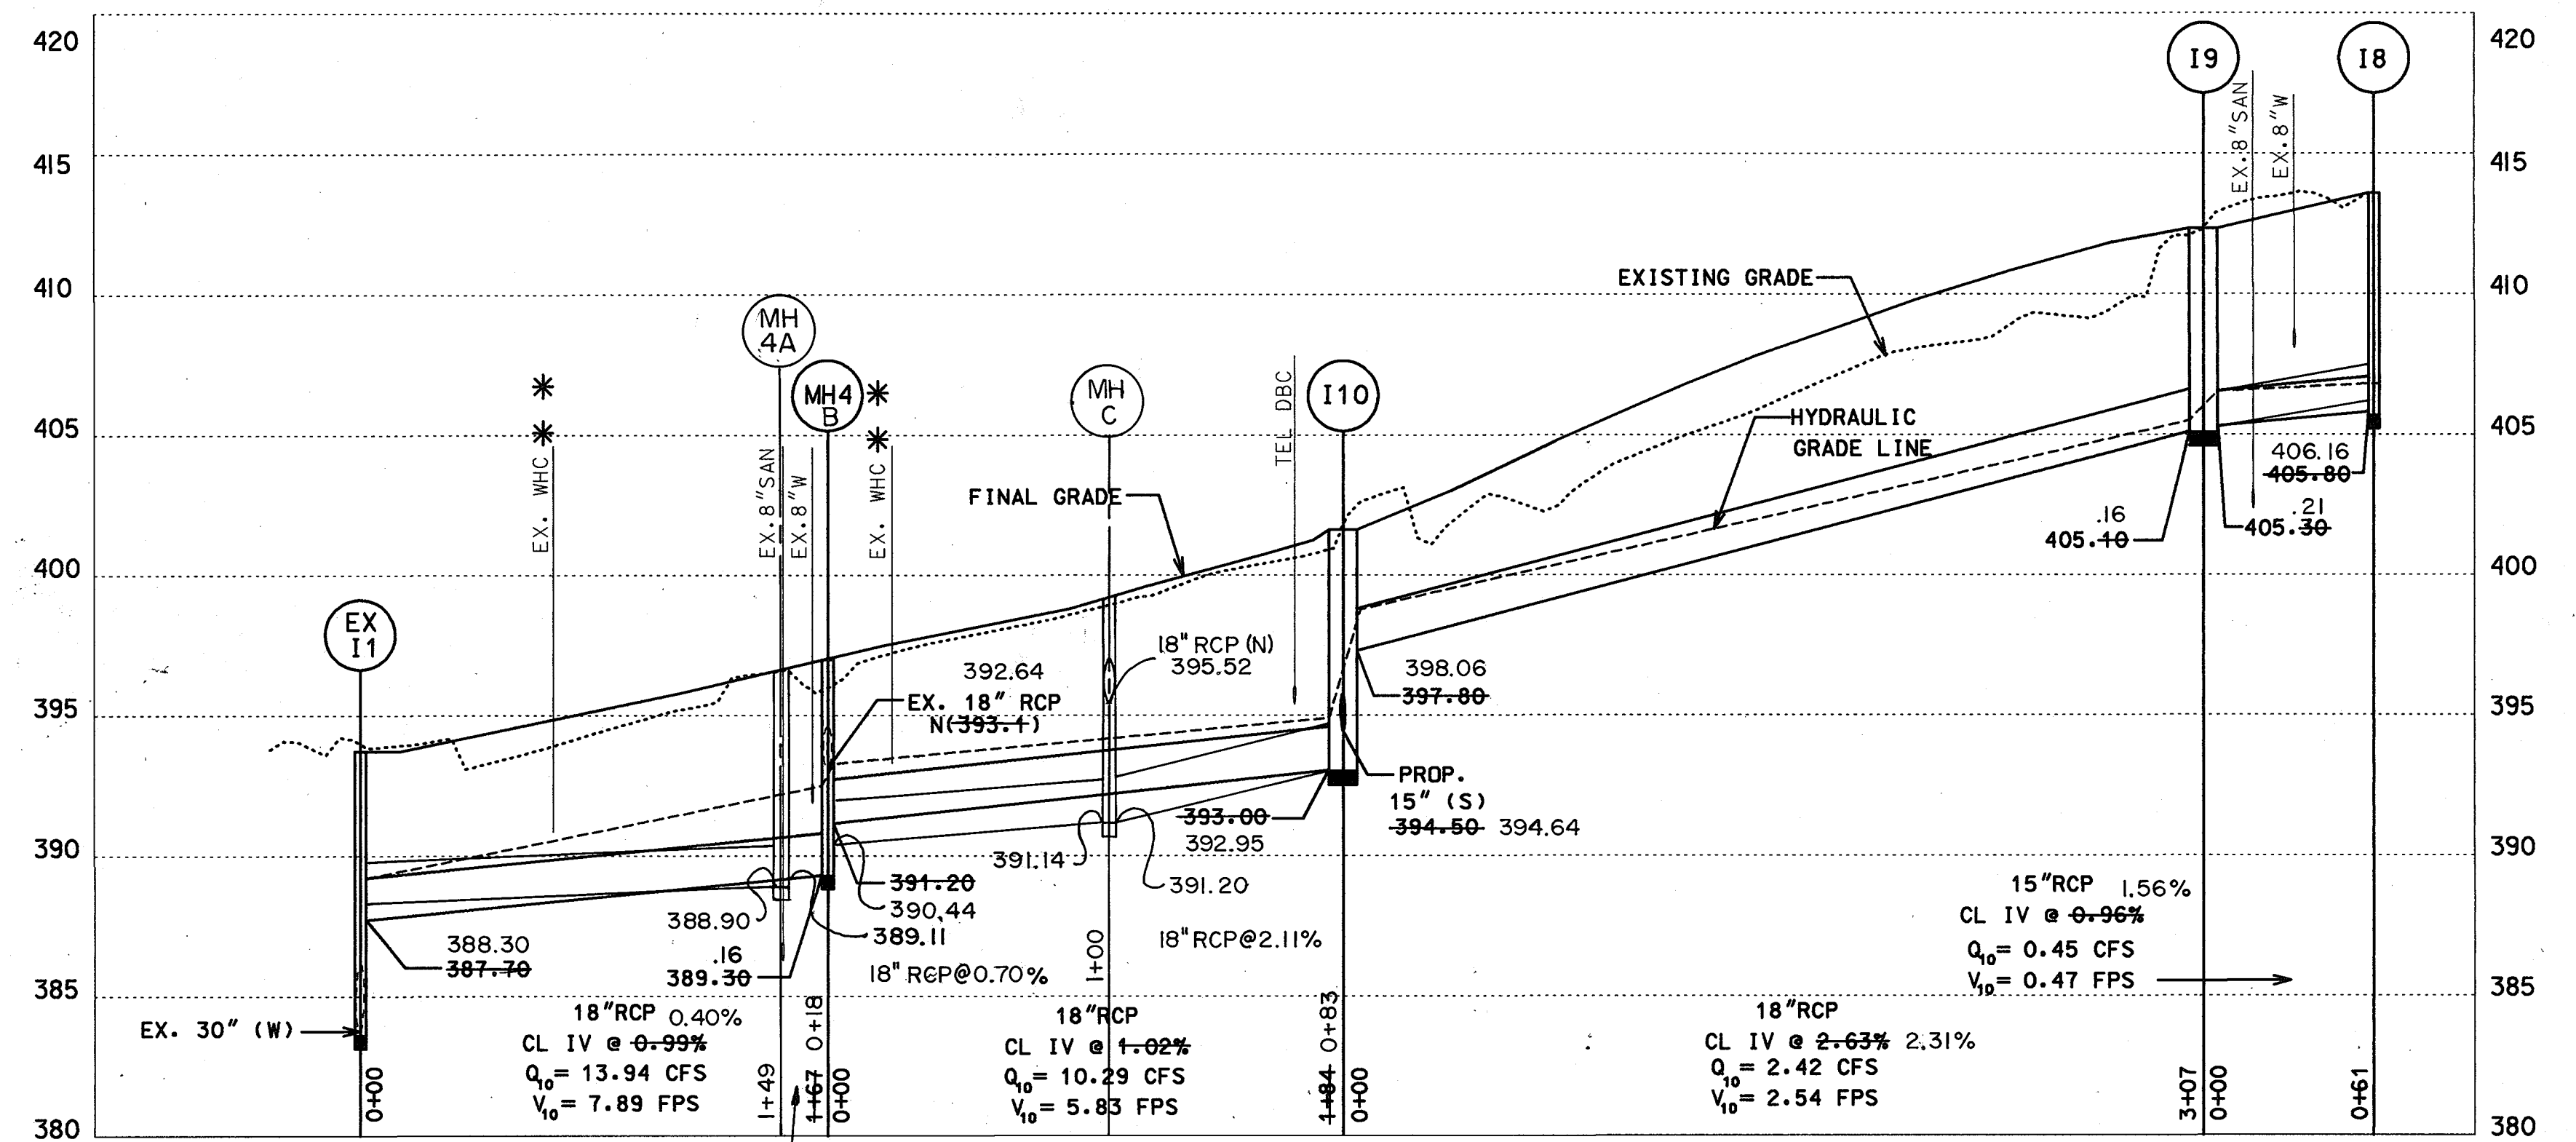 420
415
410
405
400
395
390
385
380
420
415
410
405
400
395
390
385
380
EX
I1
MH
4A
MH4
B
MH
C
I10
I9
I8
*
*
*
*
EX. WHC
EX.8"SAN
EX.8"W
EX. WHC
TEL DBC
EX.8"SAN
EX.8"W
EXISTING GRADE
HYDRAULIC
GRADE LINE
FINAL GRADE
392.64
EX. 18" RCP
N(393.1)
18" RCP (N)
395.52
398.06
397.80
PROP.
15" (S)
394.50 394.64
393.00
392.95
391.14
391.20
391.20
390.44
389.11
388.90
.16
389.30
388.30
387.70
EX. 30" (W)
406.16
405.80
.16
405.10
.21
405.30
18" RCP@0.70%
18" RCP@2.11%
18"RCP 0.40%
CL IV @ 0.99%
Q10= 13.94 CFS
V10= 7.89 FPS
18"RCP
CL IV @ 1.02%
Q10= 10.29 CFS
V10= 5.83 FPS
18"RCP
CL IV @ 2.63% 2.31%
Q10= 2.42 CFS
V10= 2.54 FPS
15"RCP 1.56%
CL IV @ 0.96%
Q10= 0.45 CFS
V10= 0.47 FPS
0+00
1+49
1+67 0+18
0+00
1+00
1+84 0+83
0+00
3+07
0+00
0+61